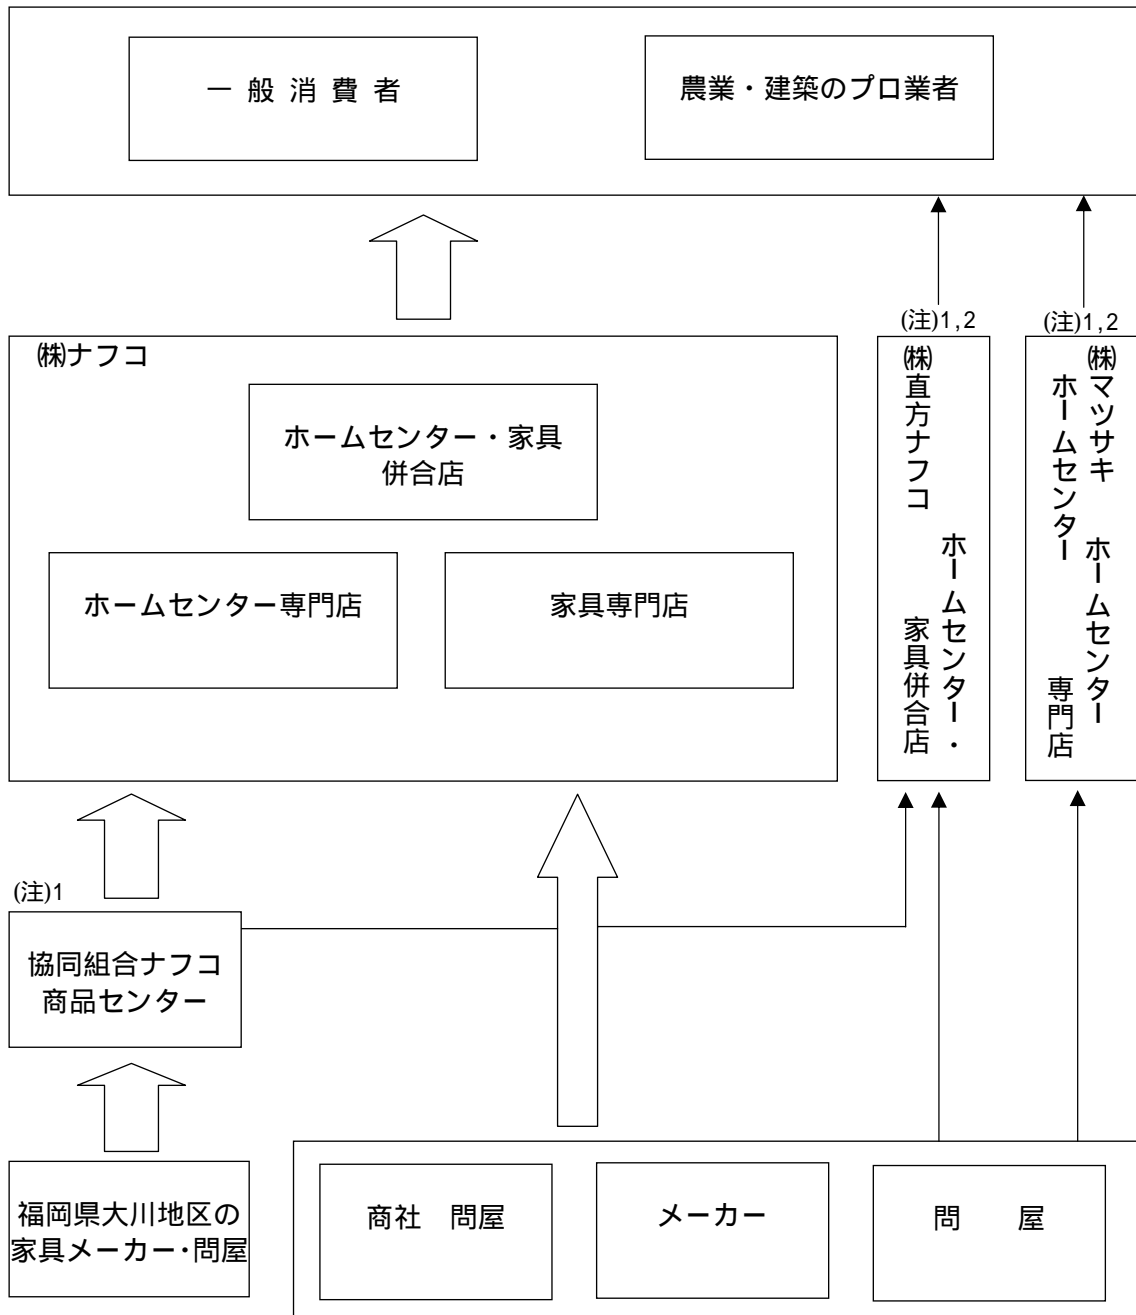 一 般 消 費 者
農業・建築のプロ業者
㈱ナフコ
ホームセンター・家具
併合店
ホームセンター専門店
家具専門店
(注)1,2
㈱直方ナフコ
ホームセンター・
家具併合店
(注)1,2
㈱マツサキ
ホームセンター
ホームセンター
専門店
(注)1
協同組合ナフコ
商品センター
福岡県大川地区の
家具メーカー・問屋
商社　問屋
メーカー
問　　屋